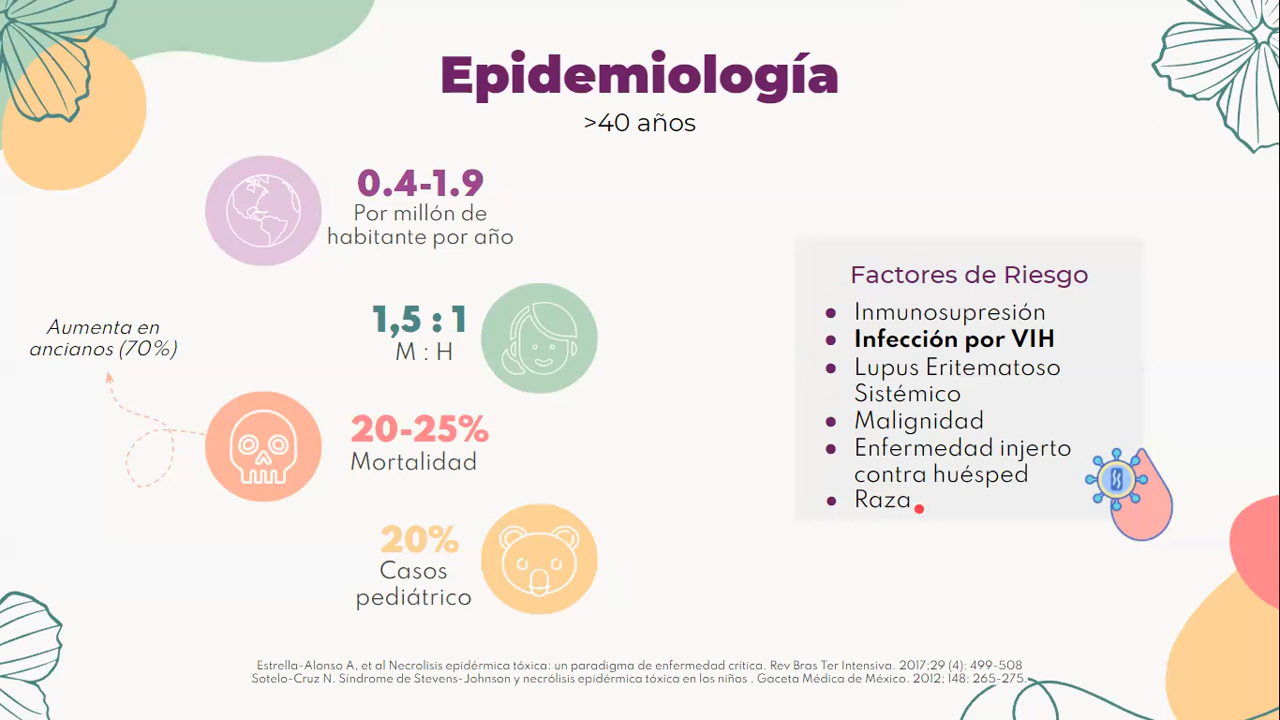 Epidemiología
>40 años
0.4-1.9
Por millón de
habitante por año
1,5 : 1
M : H
Aumenta en
ancianos (70%)
20-25%
Mortalidad
20%
Casos
pediátrico
Factores de Riesgo
• Inmunosupresión
• Infección por VIH
• Lupus Eritematoso
Sistémico
• Malignidad
• Enfermedad injerto
contra huésped
• Raza
Estrella-Alonso A, et al Necrolisis epidérmica tóxica: un paradigma de enfermedad crítica. Rev Bras Ter Intensiva. 2017;29 (4): 499-508
Sotelo-Cruz N. Síndrome de Stevens-Johnson y necrólisis epidérmica tóxica en los niños . Gaceta Médica de México. 2012; 148: 265-275.